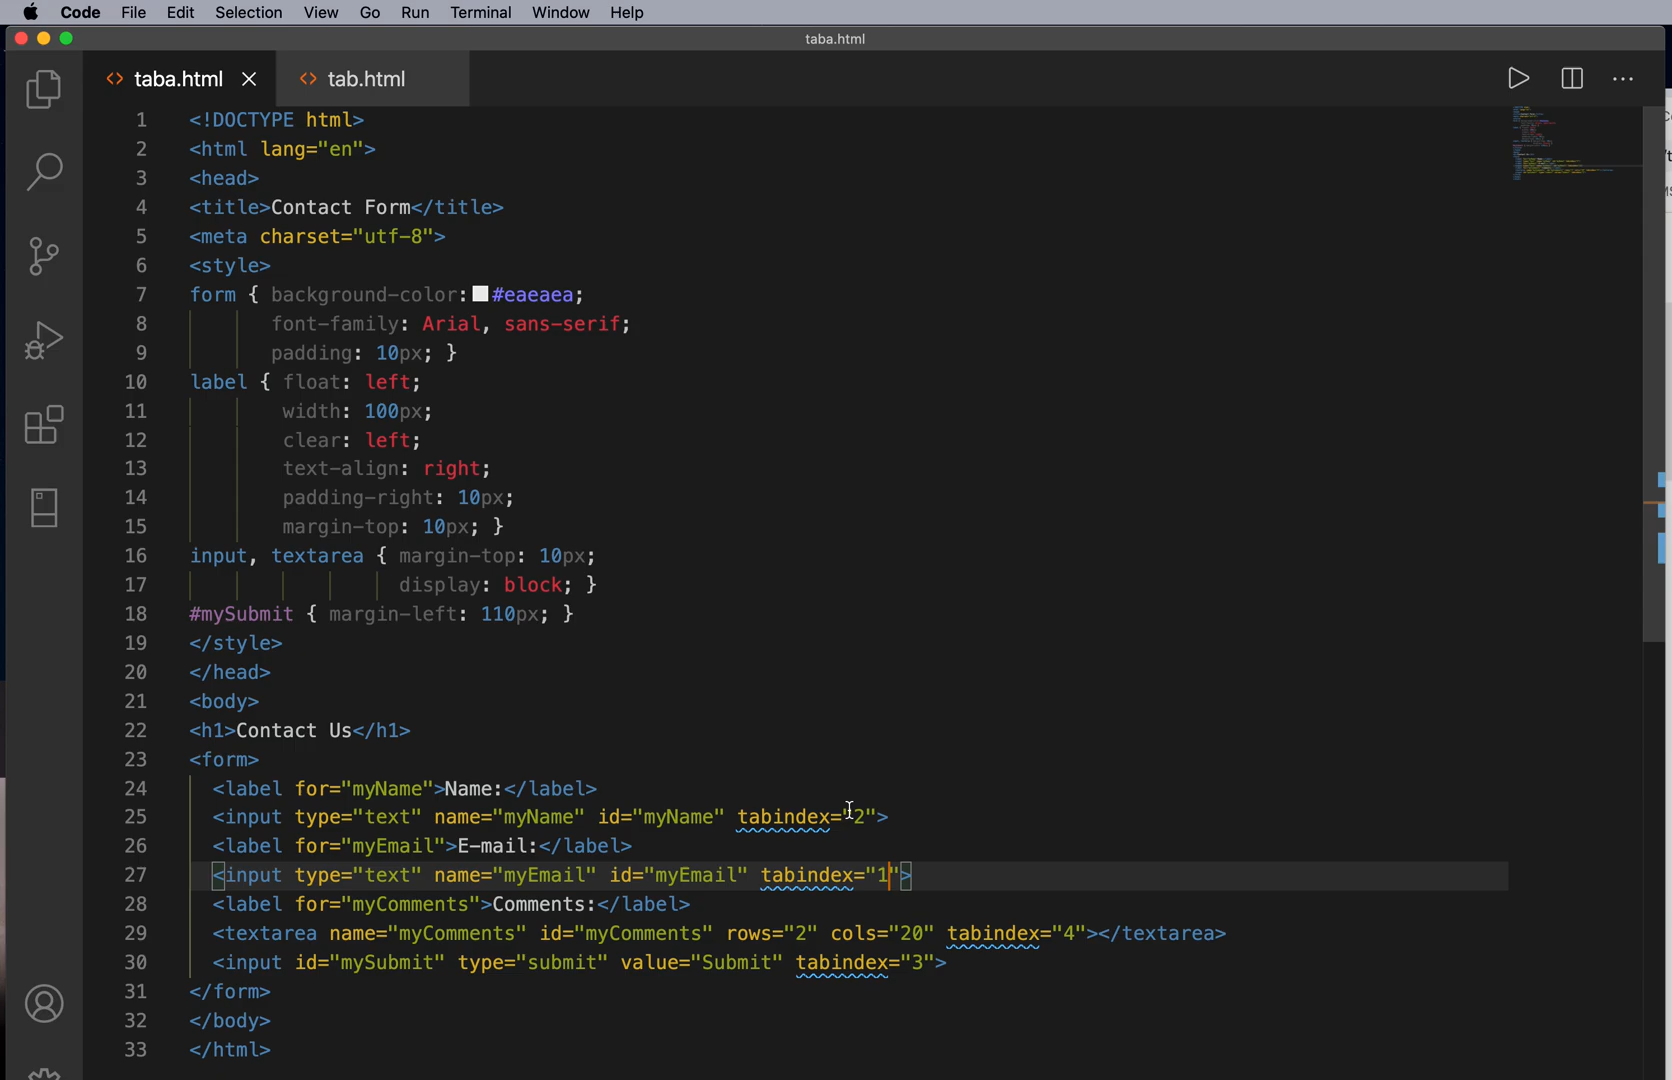 Code File Edit Selection View Go Run Terminal Window Help
taba.html
<> taba.html × <> tab.html
1 <!DOCTYPE html>
2 <html lang="en">
3 <head>
4 <title>Contact Form</title>
5 <meta charset="utf-8">
6 <style>
7 form { background-color: #eaeaea;
8 font-family: Arial, sans-serif;
9 padding: 10px; }
10 label { float: left;
11 width: 100px;
12 clear: left;
13 text-align: right;
14 padding-right: 10px;
15 margin-top: 10px; }
16 input, textarea { margin-top: 10px;
17 display: block; }
18 #mySubmit { margin-left: 110px; }
19 </style>
20 </head>
21 <body>
22 <h1>Contact Us</h1>
23 <form>
24 <label for="myName">Name:</label>
25 <input type="text" name="myName" id="myName" tabindex="2">
26 <label for="myEmail">E-mail:</label>
27 <input type="text" name="myEmail" id="myEmail" tabindex="1">
28 <label for="myComments">Comments:</label>
29 <textarea name="myComments" id="myComments" rows="2" cols="20" tabindex="4"></textarea>
30 <input id="mySubmit" type="submit" value="Submit" tabindex="3">
31 </form>
32 </body>
33 </html>